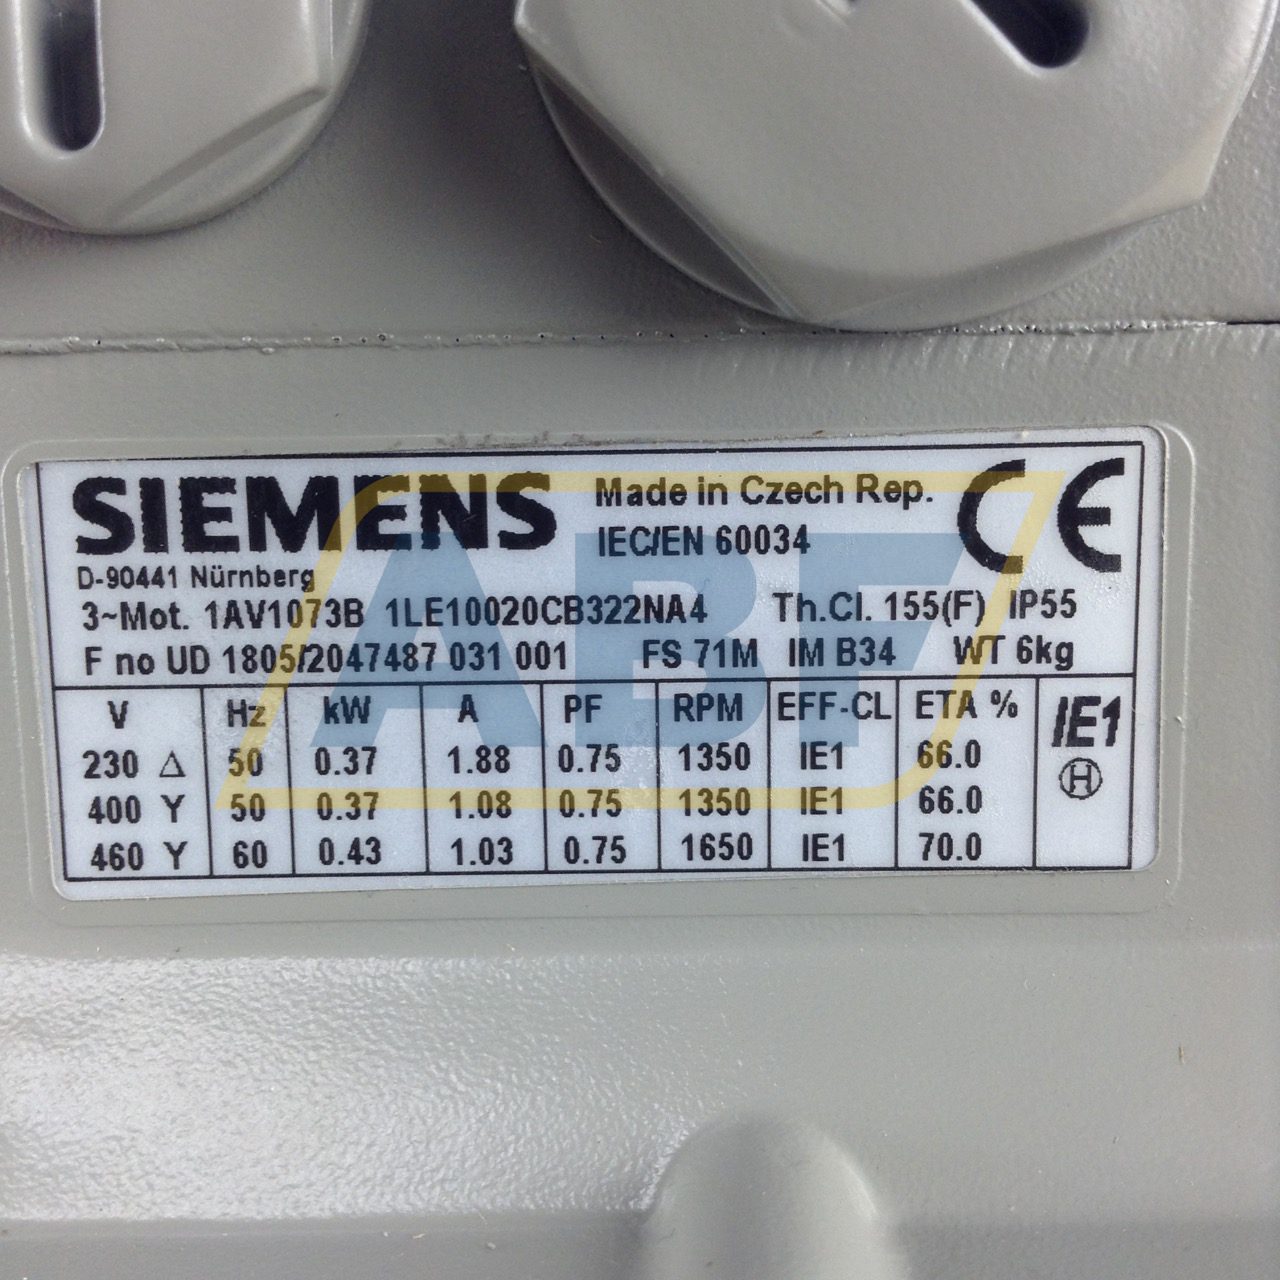 SIEMENS Made in Czech Rep. CE
IEC/EN 60034
D-90441 Nürnberg
3~Mot. 1AV1073B 1LE10020CB322NA4 Th.Cl. 155(F) IP55
F no UD 1805/2047487 031 001 FS 71M IM B34 WT 6kg
V Hz kW A PF RPM EFF-CL ETA % IE1
230 Δ 50 0.37 1.88 0.75 1350 IE1 66.0 H
400 Y 50 0.37 1.08 0.75 1350 IE1 66.0
460 Y 60 0.43 1.03 0.75 1650 IE1 70.0
ABF